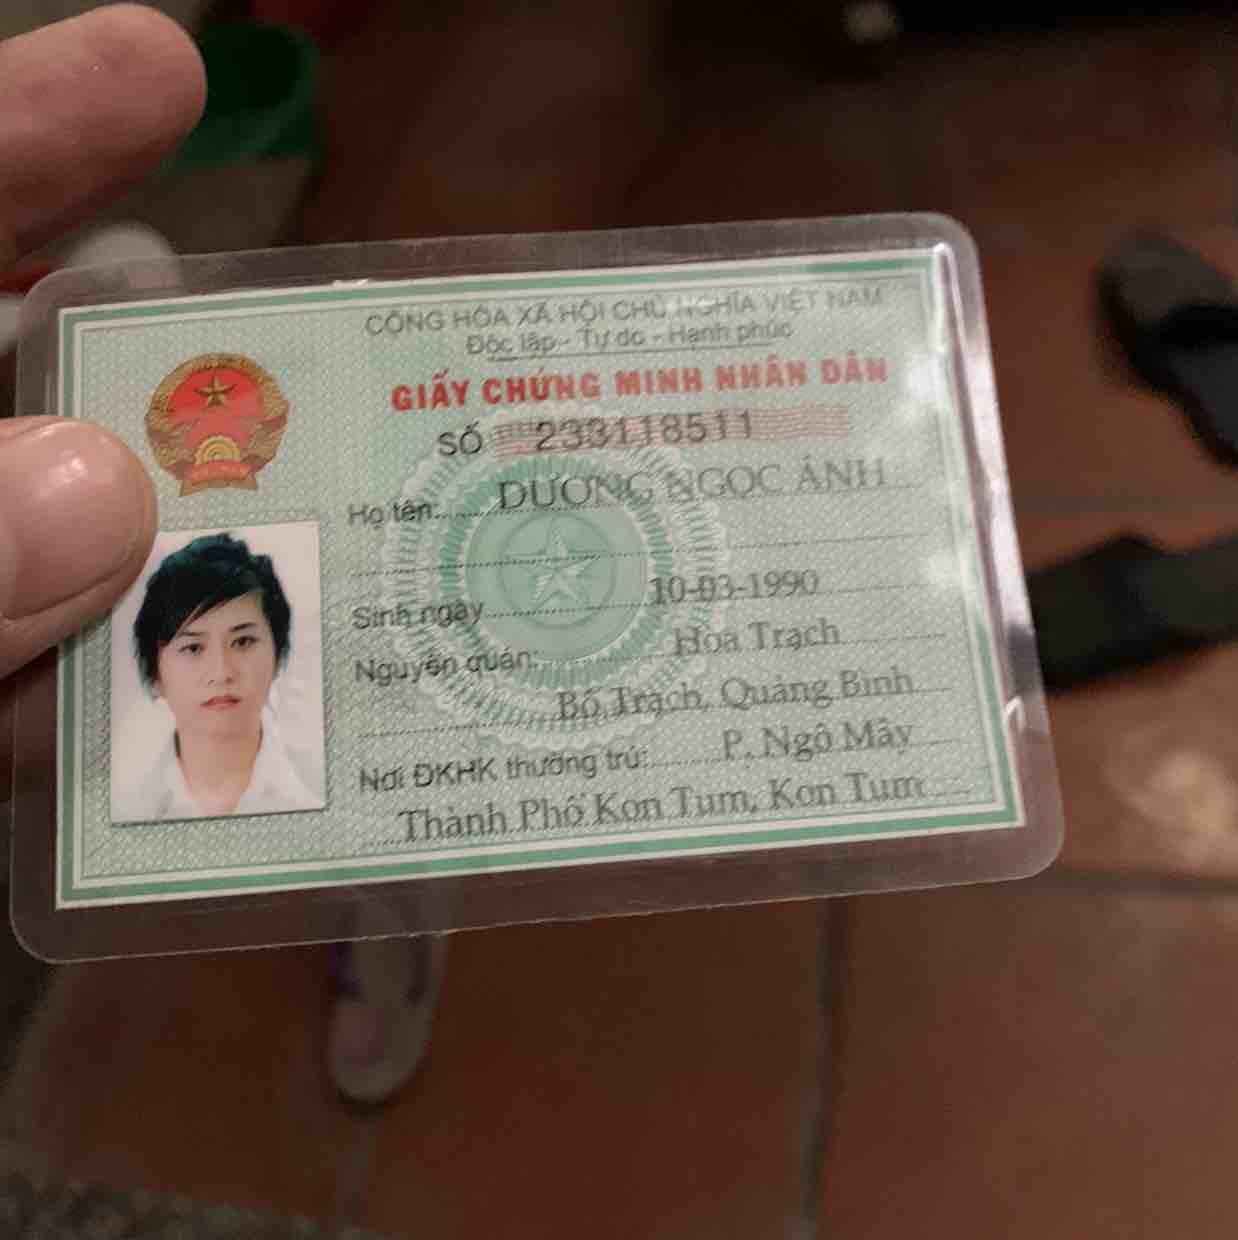 CỘNG HÒA XÃ HỘI CHỦ NGHĨA VIỆT NAM
Độc lập - Tự do - Hạnh phúc
GIẤY CHỨNG MINH NHÂN DÂN
SỐ 233118511
Họ tên: DƯƠNG NGỌC ÁNH
Sinh ngày 10-03-1990
Nguyên quán: Hoa Trạch
Bố Trạch, Quảng Bình
Nơi ĐKHK thường trú: P. Ngô Mây
Thành Phố Kon Tum, Kon Tum